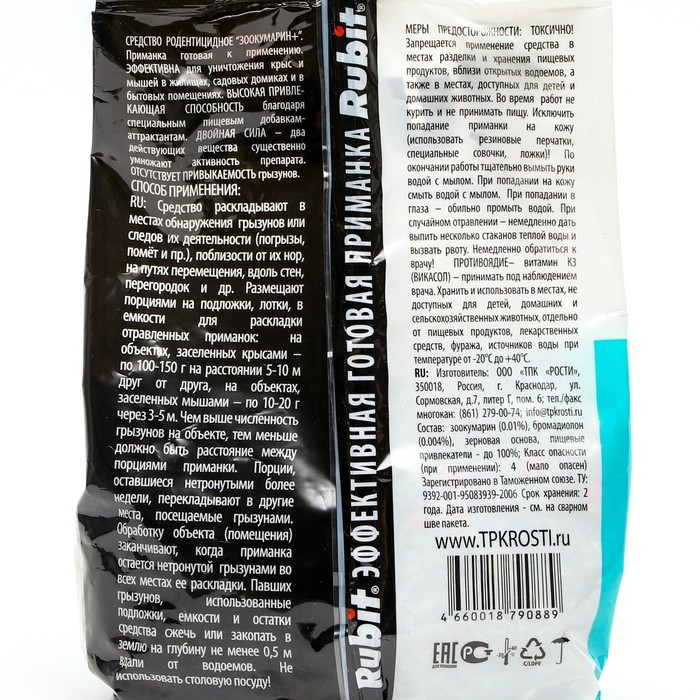 СРЕДСТВО РОДЕНТИЦИДНОЕ "ЗООКУМАРИН+".
Приманка готовая к применению.
ЭФФЕКТИВНА для уничтожения крыс и
мышей в жилищах, садовых домиках и в
бытовых помещениях. ВЫСОКАЯ ПРИВЛЕ-
КАЮЩАЯ СПОСОБНОСТЬ благодаря
специальным пищевым добавкам-
аттрактантам. ДВОЙНАЯ СИЛА – два
действующих вещества существенно
умножают активность препарата.
ОТСУТСТВУЕТ ПРИВЫКАЕМОСТЬ грызунов.
СПОСОБ ПРИМЕНЕНИЯ:
RU: Средство раскладывают в
местах обнаружения грызунов или
следов их деятельности (погрызы,
помёт и пр.), поблизости от их нор,
на путях перемещения, вдоль стен,
перегородок и др. Размещают
порциями на подложки, лотки, в
емкости для раскладки
отравленных приманок: на
объектах, заселенных крысами –
по 100-150 г на расстоянии 5-10 м
друг от друга, на объектах,
заселенных мышами – по 10-20 г
через 3-5 м. Чем выше численность
грызунов на объекте, тем меньше
должно быть расстояние между
порциями приманки. Порции,
оставшиеся нетронутыми более
недели, перекладывают в другие
места, посещаемые грызунами.
Обработку объекта (помещения)
заканчивают, когда приманка
остается нетронутой грызунами во
всех местах ее раскладки. Павших
грызунов, использованные
подложки, емкости и остатки
средства сжечь или закопать в
землю на глубину не менее 0,5 м
вдали от водоемов. Не
использовать столовую посуду!
Rubit® ЭФФЕКТИВНАЯ ГОТОВАЯ ПРИМАНКА Rubit®
МЕРЫ ПРЕДОСТОРОЖНОСТИ: ТОКСИЧНО!
Запрещается применение средства в
местах разделки и хранения пищевых
продуктов, вблизи открытых водоемов, а
также в местах, доступных для детей и
домашних животных. Во время работ не
курить и не принимать пищу. Исключить
попадание приманки на кожу
(использовать резиновые перчатки,
специальные совочки, ложки)! По
окончании работы тщательно вымыть руки
водой с мылом. При попадании на кожу
смыть водой с мылом. При попадании в
глаза – обильно промыть водой. При
случайном отравлении – немедленно дать
выпить несколько стаканов теплой воды и
вызвать рвоту. Немедленно обратиться к
врачу! ПРОТИВОЯДИЕ– витамин К3
(ВИКАСОЛ) – принимать под наблюдением
врача. Хранить и использовать в местах, не
доступных для детей, домашних и
сельскохозяйственных животных, отдельно
от пищевых продуктов, лекарственных
средств, фуража, источников воды при
температуре от -20°C до +40°C.
RU: Изготовитель: ООО «ТПК «РОСТИ»,
350018, Россия, г. Краснодар, ул.
Сормовская, д.7, литер Г, пом. 6; тел./факс
многокан: (861) 279-00-74; info@tpkrosti.ru
Состав: зоокумарин (0.01%), бромадиолон
(0.004%), зерновая основа, пищевые
привлекатели - до 100%; Класс опасности
(при применении): 4 (мало опасен)
Зарегистрировано в Таможенном союзе. ТУ:
9392-001-95083939-2006 Срок хранения: 2
года. Дата изготовления - см. на сварном
шве пакета.
www.TPKROSTI.ru
4 660018 790889
EAC
C/LDPE